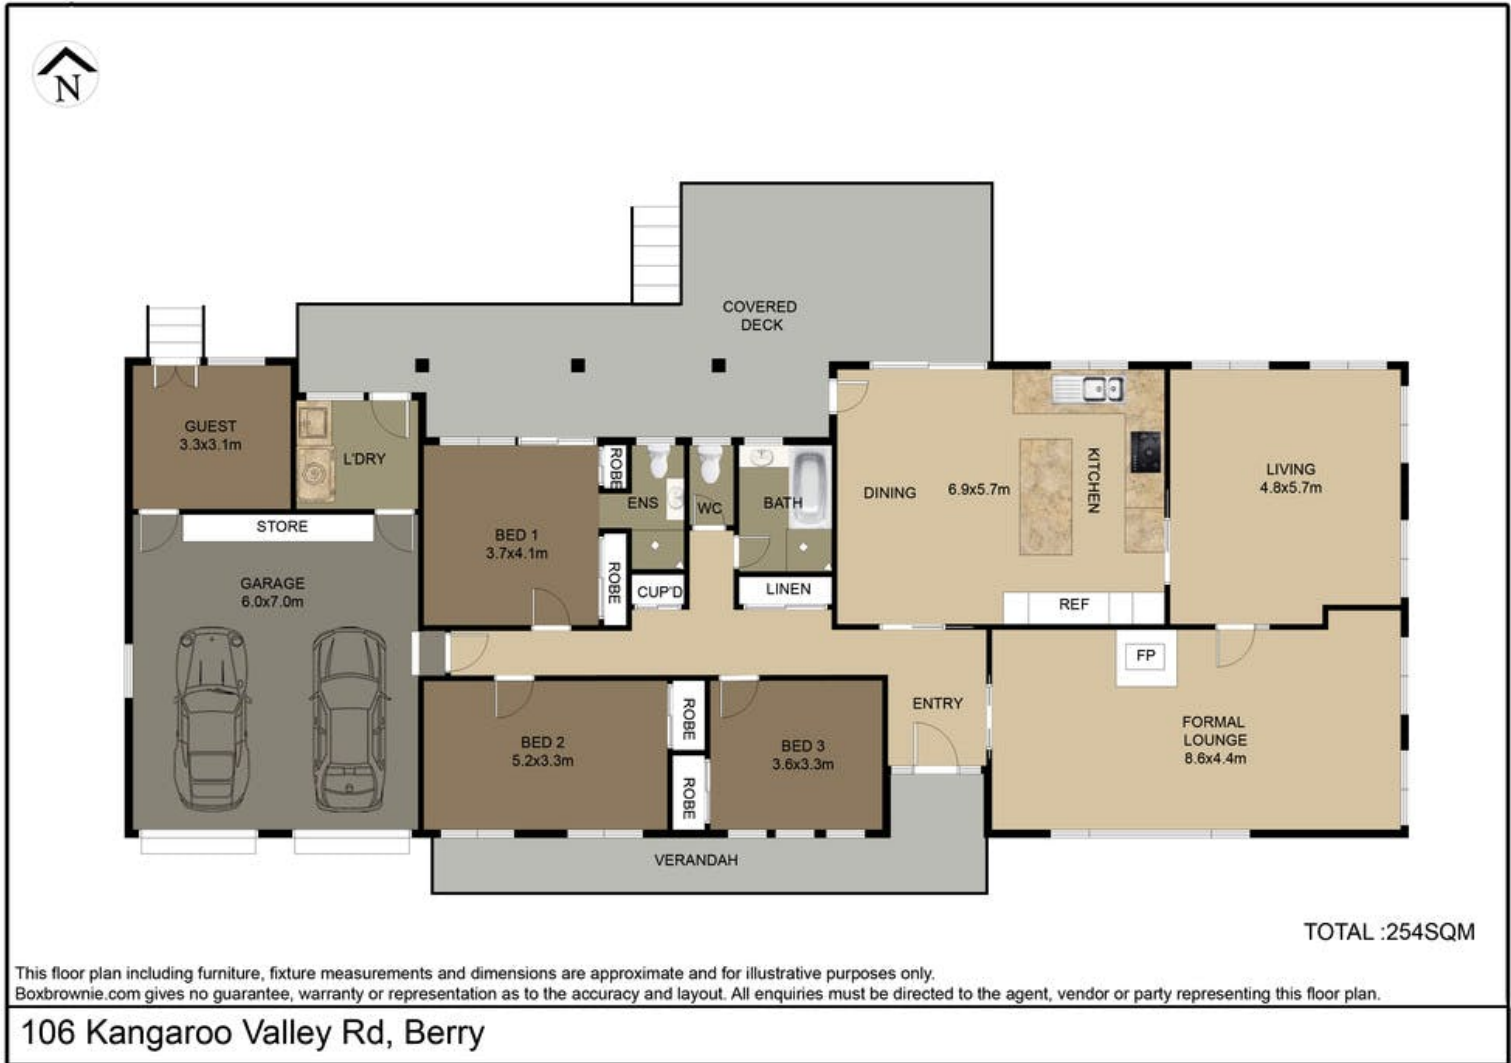 N
COVERED
DECK
GUEST
3.3x3.1m
L'DRY
STORE
GARAGE
6.0x7.0m
BED 1
3.7x4.1m
ROBE
ROBE
ENS
WC
BATH
CUP'D
LINEN
DINING
6.9x5.7m
KITCHEN
REF
LIVING
4.8x5.7m
FP
FORMAL
LOUNGE
8.6x4.4m
ENTRY
BED 2
5.2x3.3m
ROBE
ROBE
BED 3
3.6x3.3m
VERANDAH
TOTAL :254SQM
This floor plan including furniture, fixture measurements and dimensions are approximate and for illustrative purposes only.
Boxbrownie.com gives no guarantee, warranty or representation as to the accuracy and layout. All enquiries must be directed to the agent, vendor or party representing this floor plan.
106 Kangaroo Valley Rd, Berry